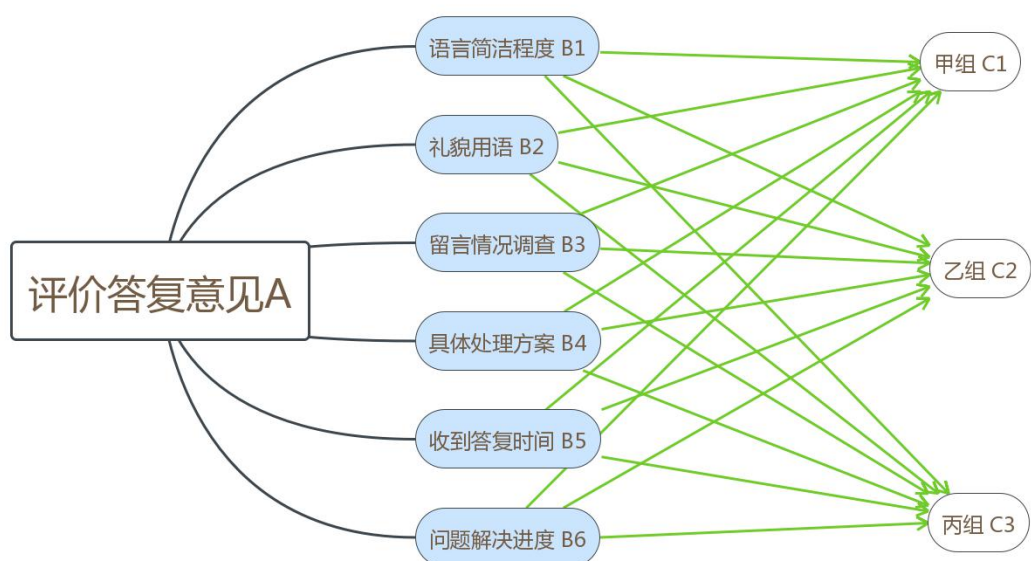 评价答复意见A
语言简洁程度 B1
礼貌用语 B2
留言情况调查 B3
具体处理方案 B4
收到答复时间 B5
问题解决进度 B6
甲组 C1
乙组 C2
丙组 C3